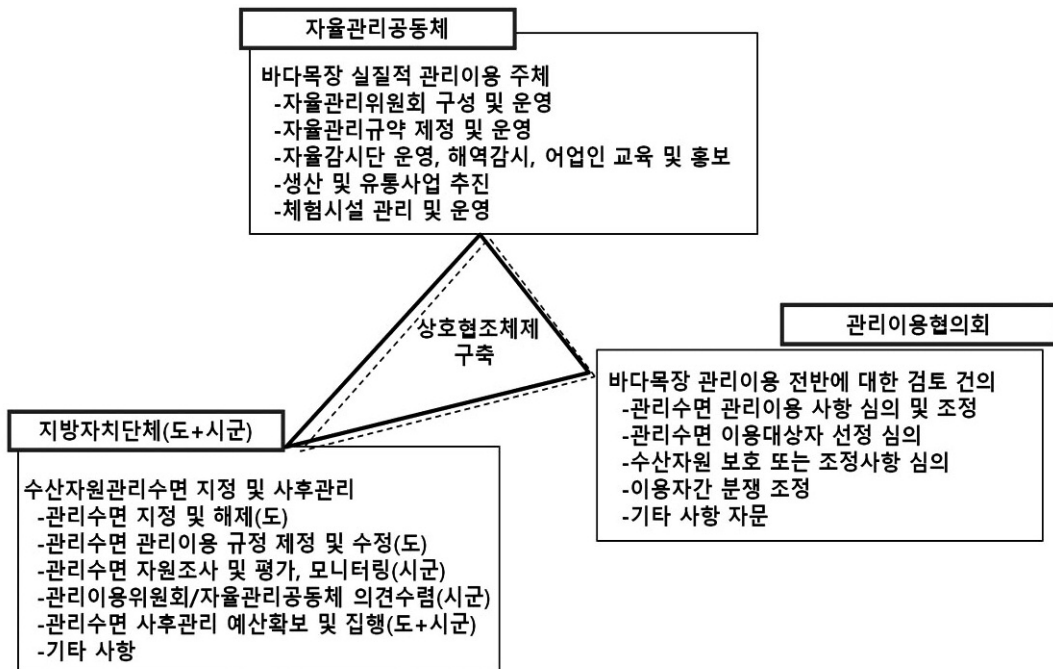 자율관리공동체
바다목장 실질적 관리이용 주체
-자율관리위원회 구성 및 운영
-자율관리규약 제정 및 운영
-자율감시단 운영, 해역감시, 어업인 교육 및 홍보
-생산 및 유통사업 추진
-체험시설 관리 및 운영
상호협조체제
구축
관리이용협의회
바다목장 관리이용 전반에 대한 검토 건의
-관리수면 관리이용 사항 심의 및 조정
-관리수면 이용대상자 선정 심의
-수산자원 보호 또는 조정사항 심의
-이용자간 분쟁 조정
-기타 사항 자문
지방자치단체(도+시군)
수산자원관리수면 지정 및 사후관리
-관리수면 지정 및 해제(도)
-관리수면 관리이용 규정 제정 및 수정(도)
-관리수면 자원조사 및 평가, 모니터링(시군)
-관리이용위원회/자율관리공동체 의견수렴(시군)
-관리수면 사후관리 예산확보 및 집행(도+시군)
-기타 사항